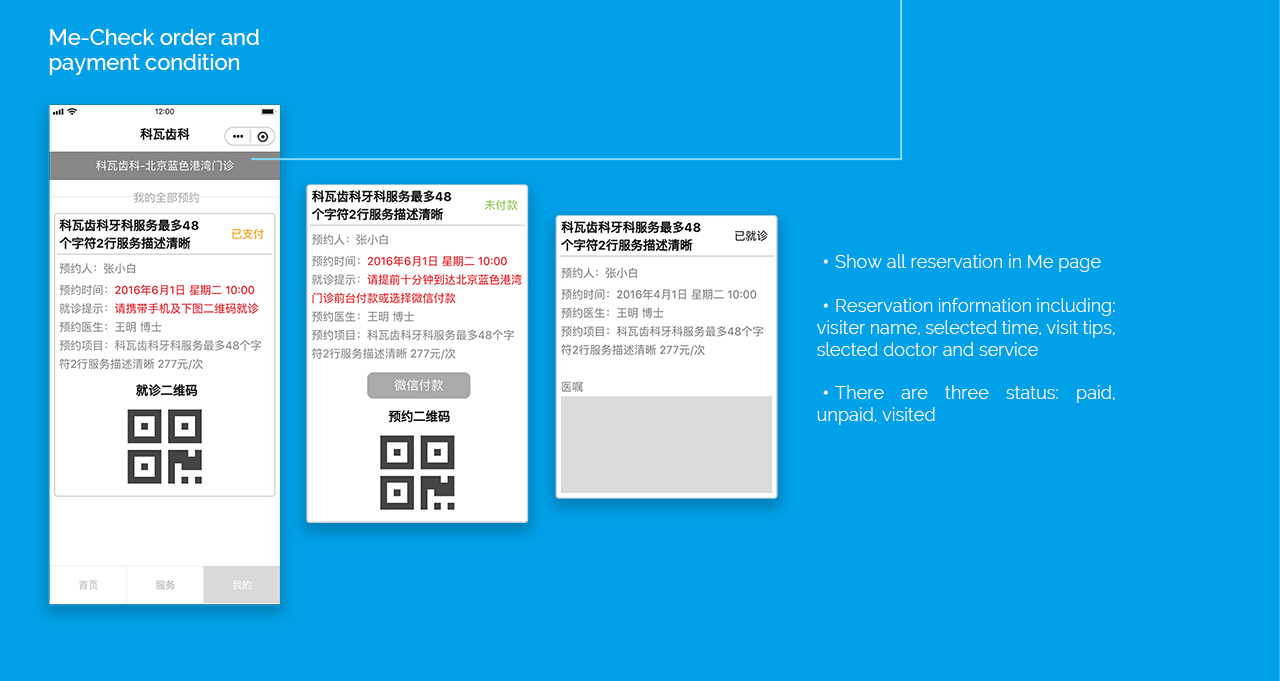 Me-Check order and
payment condition
12:00
科瓦齿科
科瓦齿科-北京蓝色港湾门诊
我的全部预约
科瓦齿科牙科服务最多48
个字符2行服务描述清晰
已支付
预约人：张小白
预约时间：2016年6月1日 星期二 10:00
就诊提示：请携带手机及下图二维码就诊
预约医生：王明 博士
预约项目：科瓦齿科牙科服务最多48个字
符2行服务描述清晰 277元/次
就诊二维码
首页
服务
我的
科瓦齿科牙科服务最多48
个字符2行服务描述清晰
未付款
预约人：张小白
预约时间：2016年6月1日 星期二 10:00
就诊提示：请提前十分钟到达北京蓝色港湾
门诊前台付款或选择微信付款
预约医生：王明 博士
预约项目：科瓦齿科牙科服务最多48个字
符2行服务描述清晰 277元/次
微信付款
预约二维码
科瓦齿科牙科服务最多48
个字符2行服务描述清晰
已就诊
预约人：张小白
预约时间：2016年4月1日 星期二 10:00
预约医生：王明 博士
预约项目：科瓦齿科牙科服务最多48个字
符2行服务描述清晰 277元/次
医嘱
• Show all reservation in Me page
• Reservation information including:
visiter name, selected time, visit tips,
slected doctor and service
• There are three status: paid,
unpaid, visited